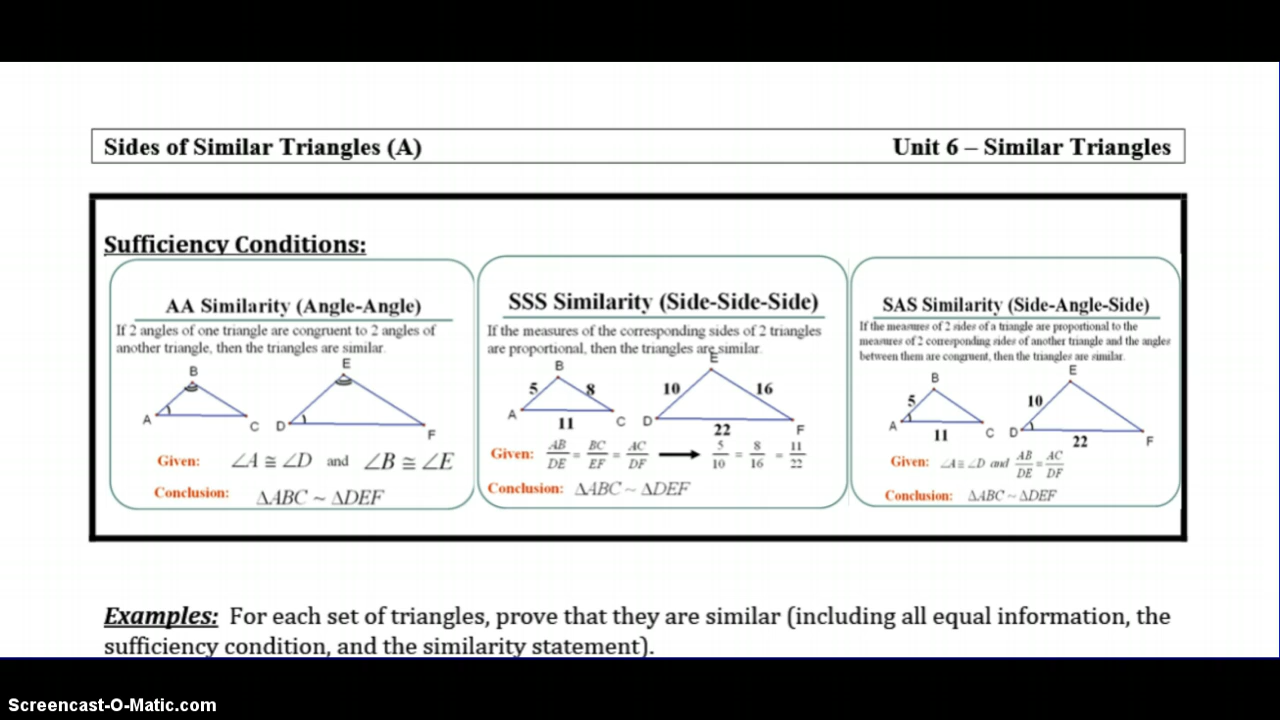 Sides of Similar Triangles (A)
Unit 6 – Similar Triangles
Sufficiency Conditions:
AA Similarity (Angle-Angle)
If 2 angles of one triangle are congruent to 2 angles of
another triangle, then the triangles are similar.
B
E
A
C
D
F
Given: ∠A ≅ ∠D and ∠B ≅ ∠E
Conclusion: ΔABC ~ ΔDEF
SSS Similarity (Side-Side-Side)
If the measures of the corresponding sides of 2 triangles
are proportional, then the triangles are similar.
E
B
5 8 10 16
A
C
D
F
11 22
Given: AB/DE = BC/EF = AC/DF → 5/10 = 8/16 = 11/22
Conclusion: ΔABC ~ ΔDEF
SAS Similarity (Side-Angle-Side)
If the measures of 2 sides of a triangle are proportional to the
measures of 2 corresponding sides of another triangle and the angles
between them are congruent, then the triangles are similar.
B
E
5 10
A
C
D
F
11 22
Given: ∠A ≅ ∠D and AB/DE = AC/DF
Conclusion: ΔABC ~ ΔDEF
Examples: For each set of triangles, prove that they are similar (including all equal information, the
sufficiency condition, and the similarity statement).
Screencast-O-Matic.com